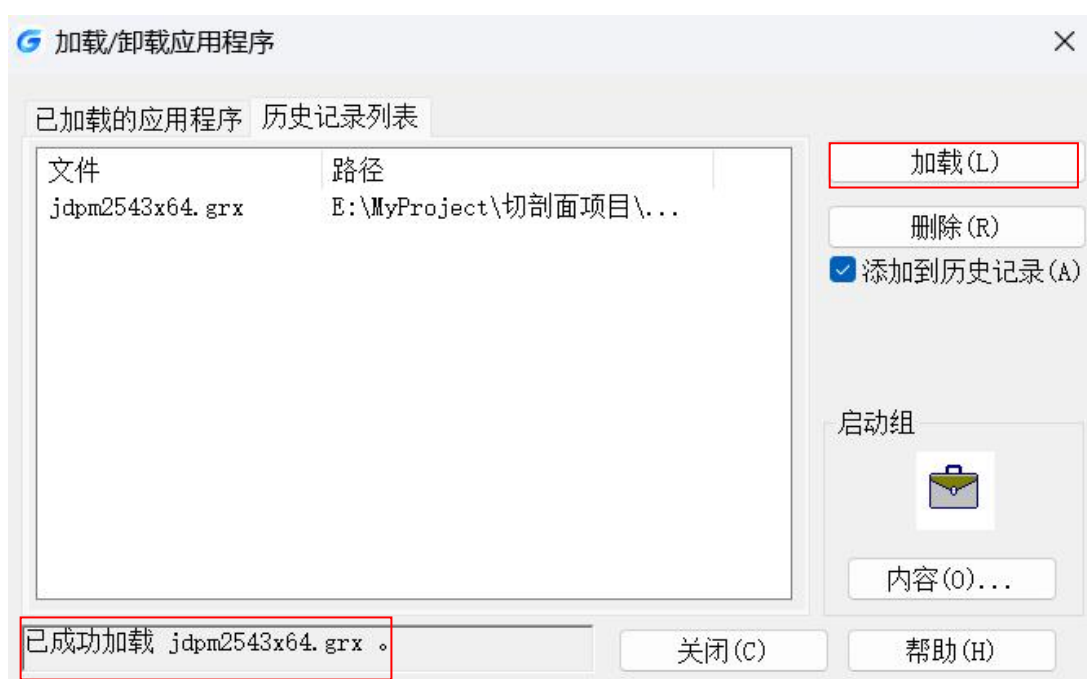 加载/卸载应用程序
已加载的应用程序 历史记录列表
文件 路径
jdpm2543x64.grx E:\MyProject\切剖面项目\...
加载(L)
删除(R)
添加到历史记录(A)
启动组
内容(O)...
已成功加载 jdpm2543x64.grx 。
关闭(C)
帮助(H)